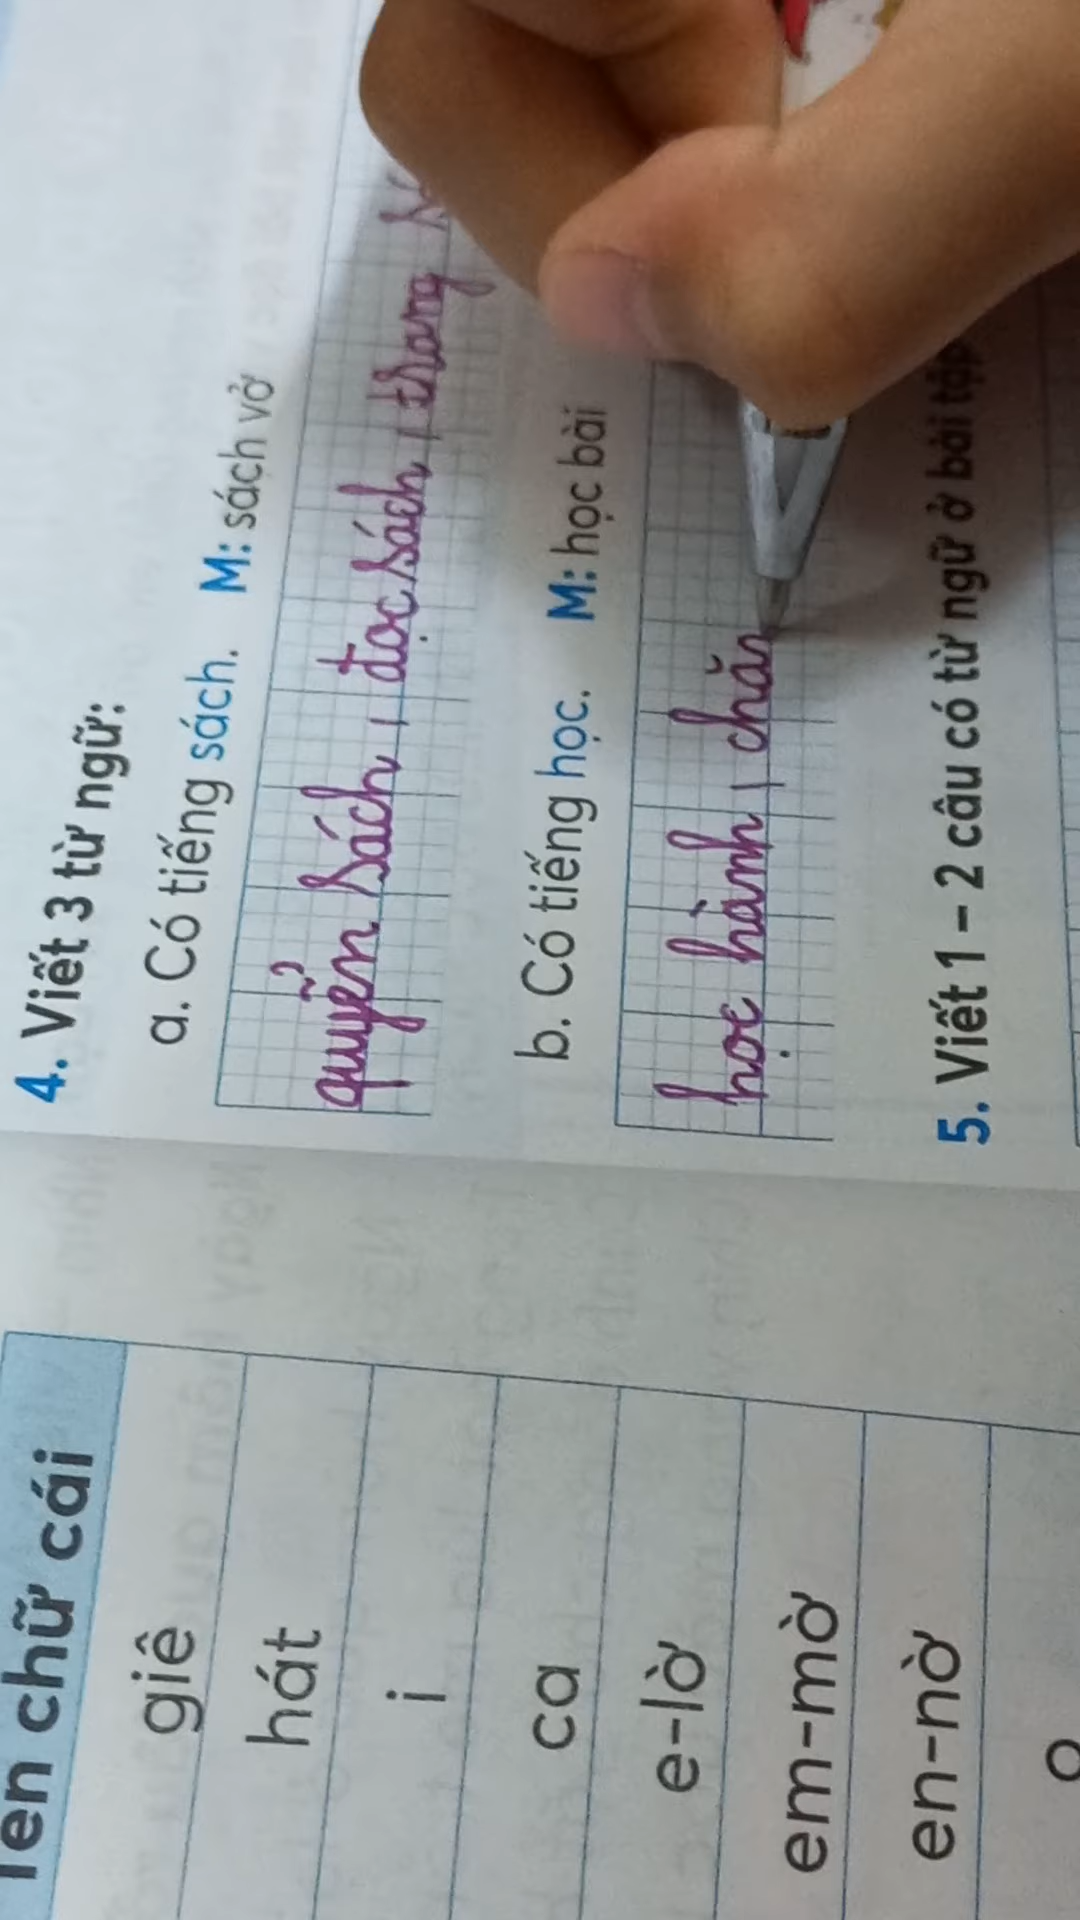 Tên chữ cái
giê
hát
i
ca
e-lờ
em-mờ
en-nờ
o
4. Viết 3 từ ngữ:
a. Có tiếng sách. M: sách vở
quyển sách, đọc sách, trang
b. Có tiếng học. M: học bài
học hành, chăn
5. Viết 1 – 2 câu có từ ngữ ở bài tập